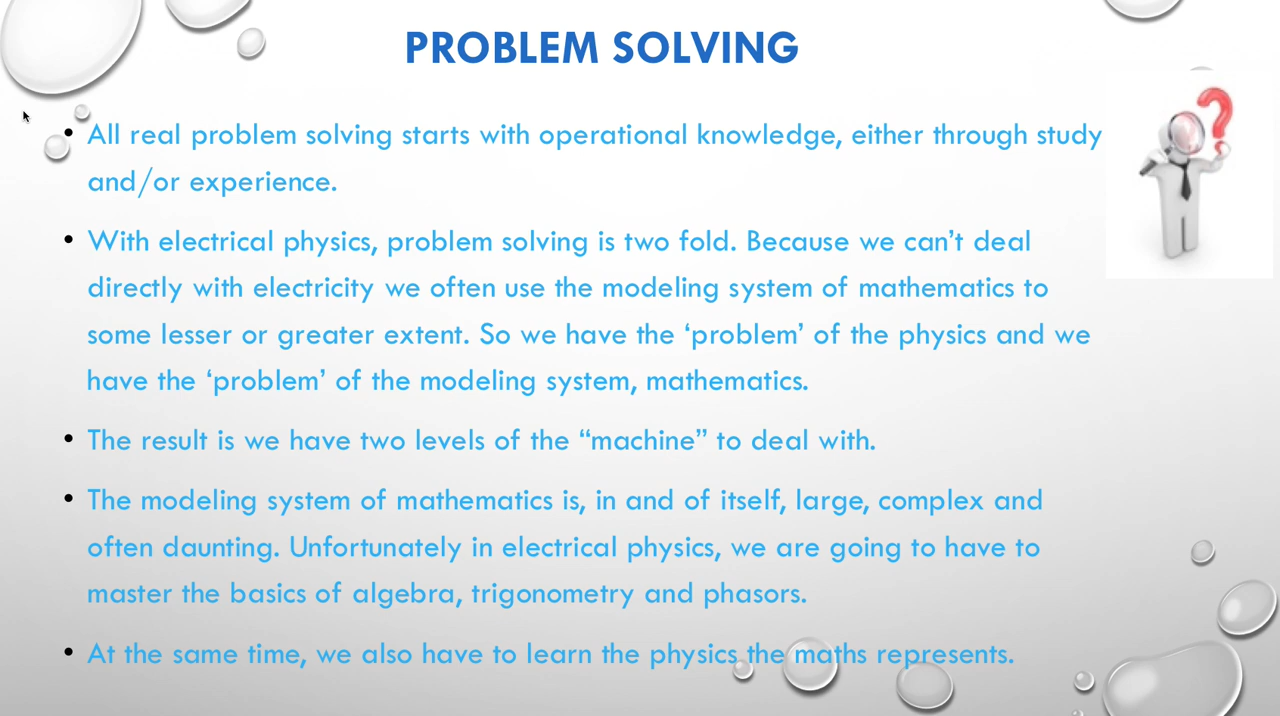 PROBLEM SOLVING
• All real problem solving starts with operational knowledge, either through study
and/or experience.
• With electrical physics, problem solving is two fold. Because we can’t deal
directly with electricity we often use the modeling system of mathematics to
some lesser or greater extent. So we have the ‘problem’ of the physics and we
have the ‘problem’ of the modeling system, mathematics.
• The result is we have two levels of the “machine” to deal with.
• The modeling system of mathematics is, in and of itself, large, complex and
often daunting. Unfortunately in electrical physics, we are going to have to
master the basics of algebra, trigonometry and phasors.
• At the same time, we also have to learn the physics the maths represents.